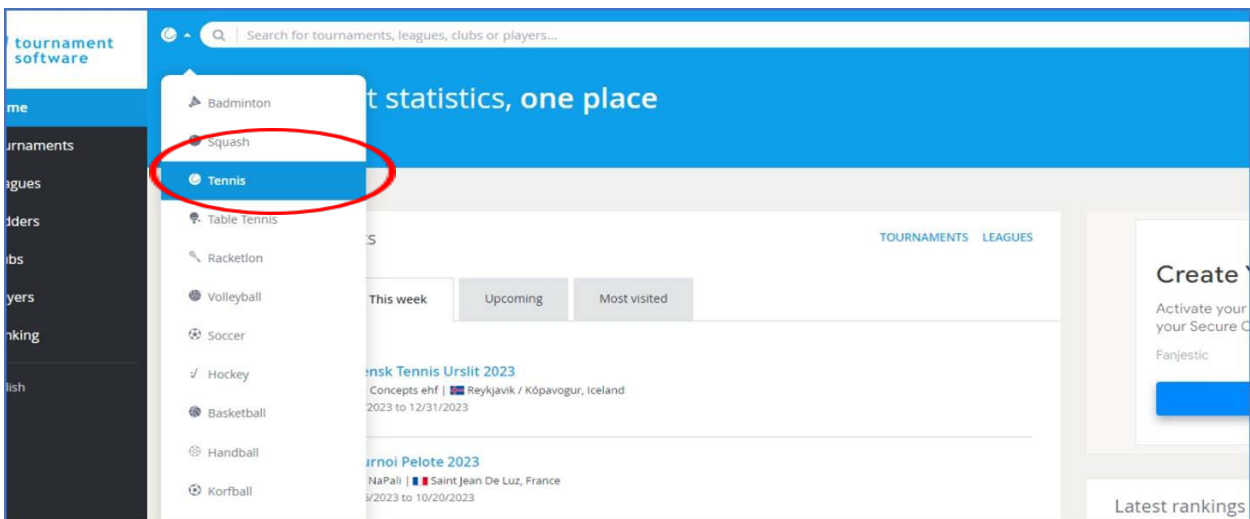 tournament
software
Search for tournaments, leagues, clubs or players...
t statistics, one place
me
urnaments
agues
dders
bs
yers
nking
lish
Badminton
Squash
Tennis
Table Tennis
Racketlon
Volleyball
Soccer
Hockey
Basketball
Handball
Korfball
s
TOURNAMENTS LEAGUES
This week
Upcoming
Most visited
ensk Tennis Urslit 2023
Concepts ehf | Reykjavik / Kópavogur, Iceland
/2023 to 12/31/2023
urnoi Pelote 2023
NaPali | Saint Jean De Luz, France
/2023 to 10/20/2023
Create
Activate your
your Secure
Fanjestic
Latest rankings